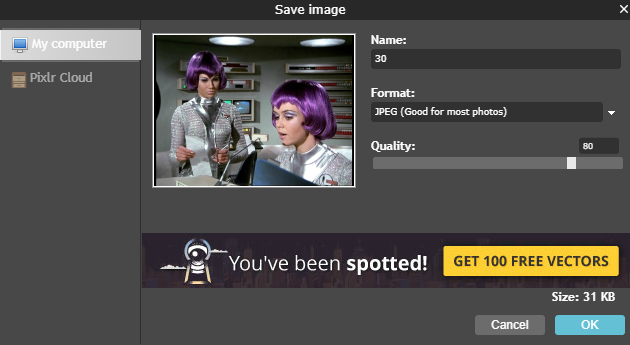 Save image
My computer
Pixlr Cloud
Name:
30
Format:
JPEG (Good for most photos)
Quality:
80
You've been spotted!
GET 100 FREE VECTORS
Size: 31 KB
Cancel
OK